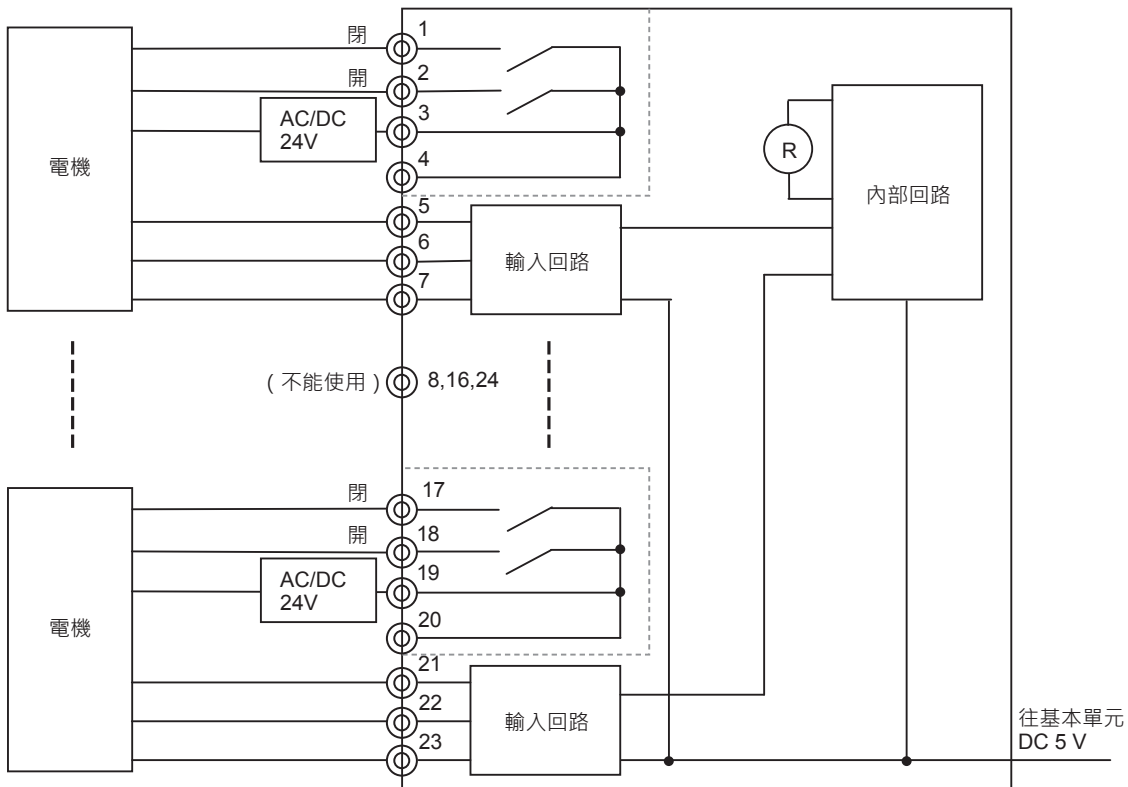 閉
1
開
2
AC/DC
24V
3
4
電機
R
內部回路
5
6
輸入回路
7
(不能使用)
8,16,24
閉
17
開
18
AC/DC
24V
19
20
電機
21
22
輸入回路
23
往基本單元
DC 5 V